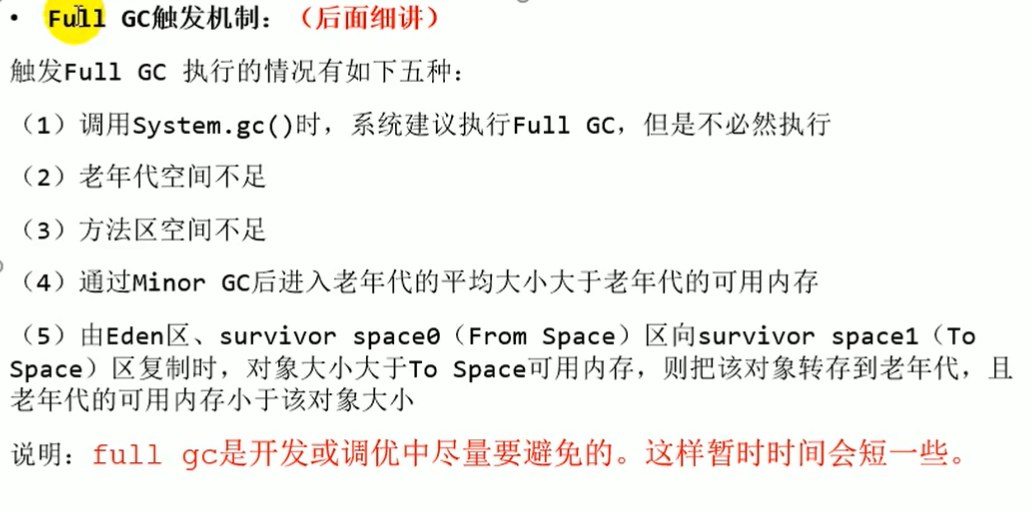 • Full GC触发机制：（后面细讲）
触发Full GC 执行的情况有如下五种：
（1）调用System.gc()时，系统建议执行Full GC，但是不必然执行
（2）老年代空间不足
（3）方法区空间不足
（4）通过Minor GC后进入老年代的平均大小大于老年代的可用内存
（5）由Eden区、survivor space0（From Space）区向survivor space1（To
Space）区复制时，对象大小大于To Space可用内存，则把该对象转存到老年代，且
老年代的可用内存小于该对象大小
说明：full gc是开发或调优中尽量要避免的。这样暂时时间会短一些。